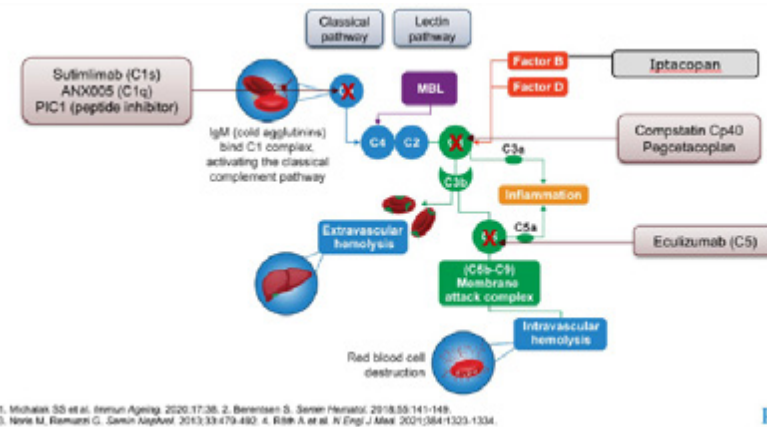 Classical
pathway
Lectin
pathway
Sutimlimab (C1s)
ANX005 (C1q)
PIC1 (peptide inhibitor)
Factor B
Iptacopan
Factor D
MBL
IgM (cold agglutinins)
bind C1 complex,
activating the classical
complement pathway
C4
C2
C3a
Compstatin Cp40
Pegcetacoplan
C3b
Inflammation
Extravascular
hemolysis
C5a
Eculizumab (C5)
(C5b-C9)
Membrane
attack complex
Intravascular
hemolysis
Red blood cell
destruction
1. Michalak SS et al. Immun Ageing. 2020;17:38. 2. Berentsen S. Semin Hematol. 2018;55:141-149.
3. Noris M, Remuzzi G. Semin Nephrol. 2013;33:479-492. 4. Röth A et al. N Engl J Med. 2021;384:1323-1334.